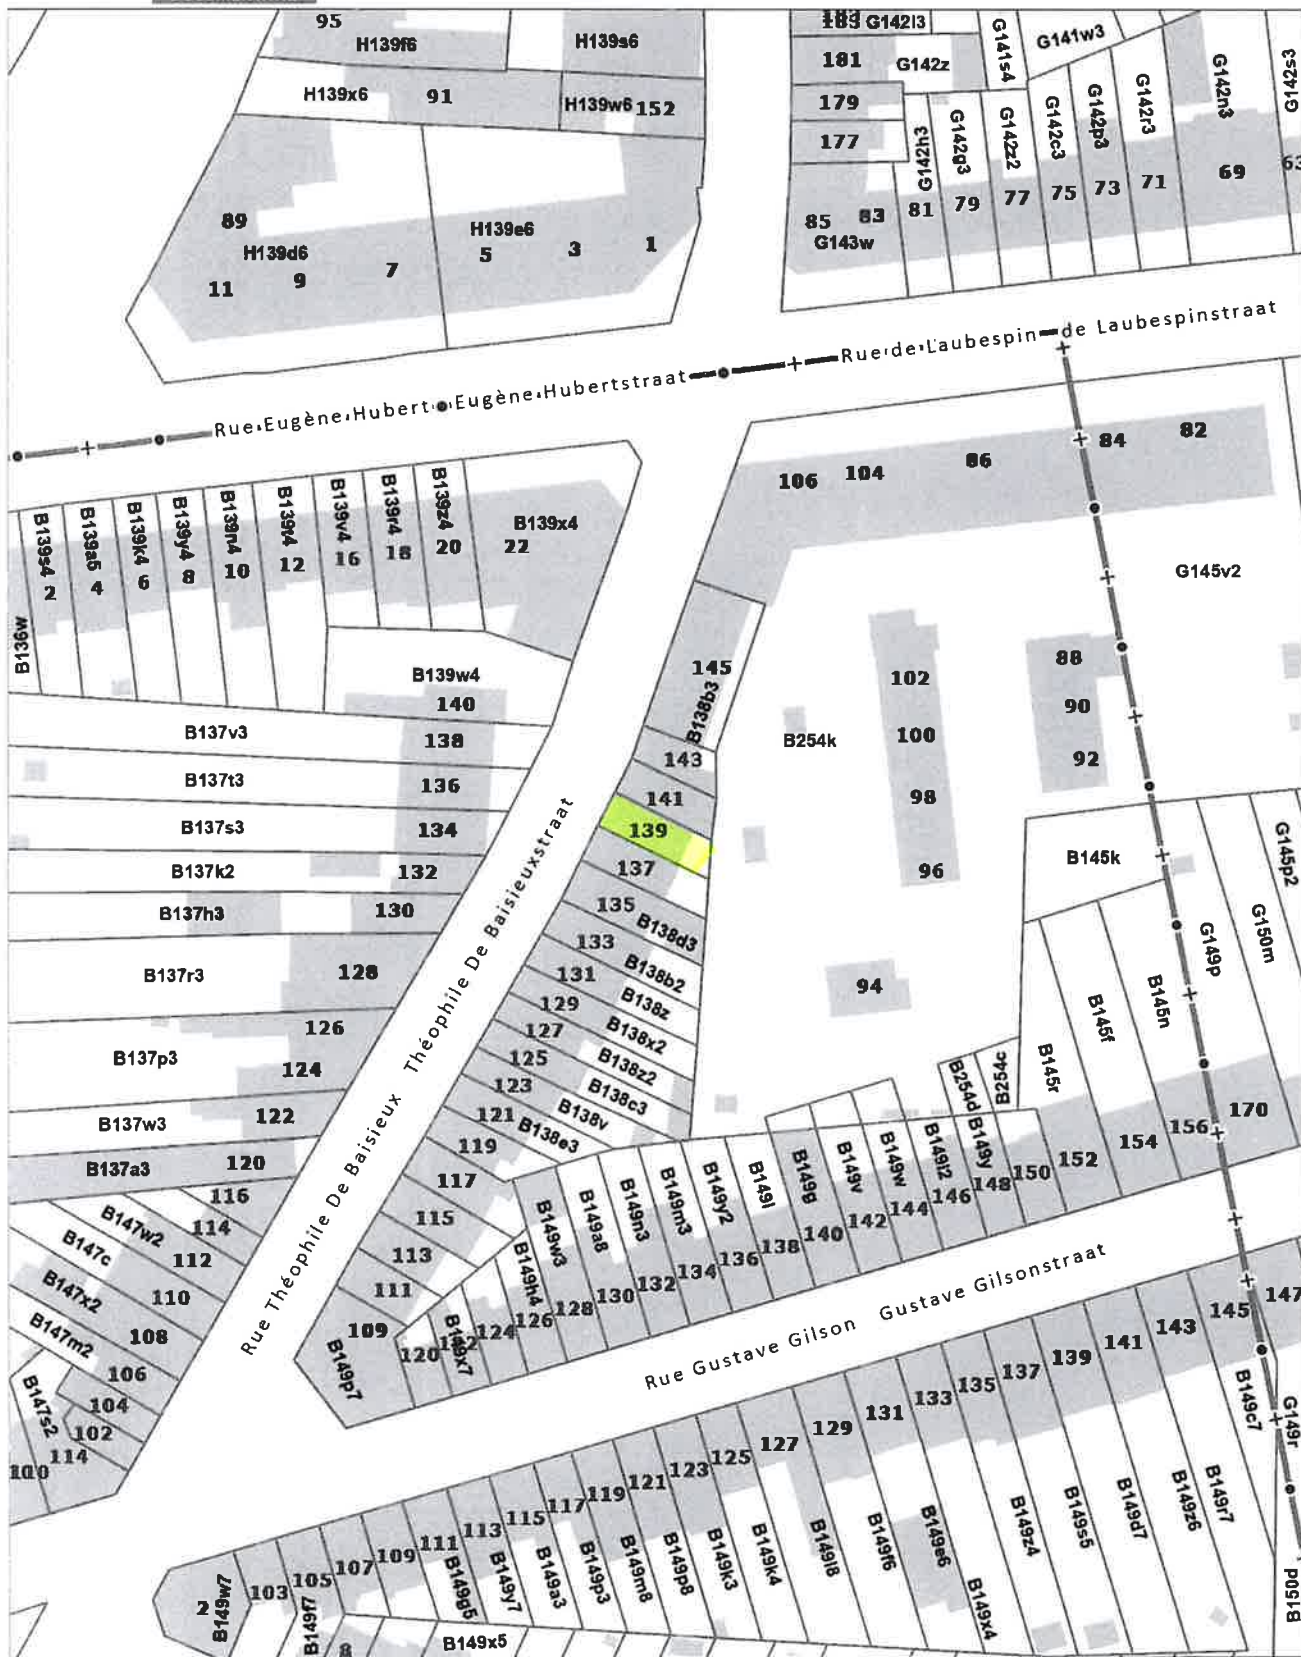 95
H139f6
H139s6
H139x6
91
H139w6
152
89
H139d6
11
9
7
H139e6
5
3
1
G142l3
181
G142z
179
177
G141s4
G141w3
G142h3
G142g3
G142z2
G142c3
G142p3
G142r3
G142n3
G142s3
85
83
G143w
81
79
77
75
73
71
69
63
Rue Eugène Hubert Eugène Hubertstraat
Rue de Laubespin de Laubespinstraat
106
104
86
84
82
B136w
B139s4
2
B139a5
4
B139k4
6
B139y4
8
B139n4
10
B139t4
12
B139v4
16
B139r4
18
B139z4
20
B139x4
22
G145v2
B139w4
140
145
B138b3
102
88
B137v3
138
143
B254k
100
90
B137t3
136
141
98
92
B137s3
134
139
B137k2
132
137
96
B145k
G145p2
B137h3
130
135
B138d3
133
B138b2
B137r3
128
131
B138z
94
129
B138x2
126
127
B138z2
B137p3
124
125
B138c3
123
B138v
B137w3
122
121
B138e3
119
B137a3
120
117
116
115
114
113
112
111
110
109
108
106
104
102
114
110
B147w2
B147c
B147x2
B147m2
B147s2
Rue Théophile De Baisieux Théophile De Baisieuxstraat
B145r
B145f
B145n
G149p
G150m
B254d
B254c
B149p7
120
B149x7
124
B149h4
126
B149w3
128
B149a8
130
B149n3
132
B149m3
134
B149y2
136
B149l
138
B149g
140
B149v
142
B149w
144
B149l2
146
B149y
148
150
152
154
156
170
Rue Gustave Gilson Gustave Gilsonstraat
2
B149w7
103
105
B149f7
107
109
111
B149g5
113
B149y7
115
B149a3
117
B149p3
119
B149m8
121
B149p8
123
B149k3
125
B149k4
127
B149l8
129
B149f6
131
B149e6
133
B149x4
135
B149z4
137
B149s5
139
B149d7
141
B149z6
143
B149r7
145
B149c7
147
G149r
B150d
8
B149x5